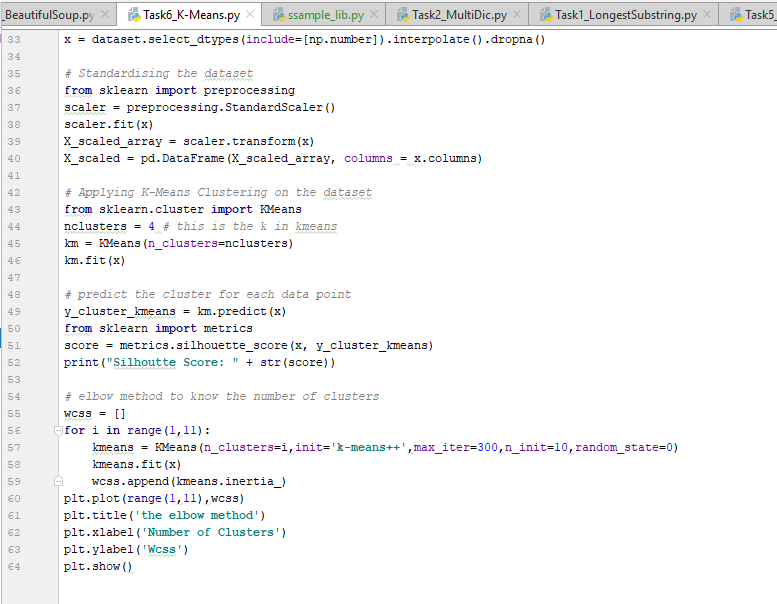 _BeautifulSoup.py Task6_K-Means.py ssample_lib.py Task2_MultiDic.py Task1_LongestSubstring.py Task5_
33 x = dataset.select_dtypes(include=[np.number]).interpolate().dropna()
34
35 # Standardising the dataset
36 from sklearn import preprocessing
37 scaler = preprocessing.StandardScaler()
38 scaler.fit(x)
39 X_scaled_array = scaler.transform(x)
40 X_scaled = pd.DataFrame(X_scaled_array, columns = x.columns)
41
42 # Applying K-Means Clustering on the dataset
43 from sklearn.cluster import KMeans
44 nclusters = 4 # this is the k in kmeans
45 km = KMeans(n_clusters=nclusters)
46 km.fit(x)
47
48 # predict the cluster for each data point
49 y_cluster_kmeans = km.predict(x)
50 from sklearn import metrics
51 score = metrics.silhouette_score(x, y_cluster_kmeans)
52 print("Silhoutte Score: " + str(score))
53
54 # elbow method to know the number of clusters
55 wcss = []
56 for i in range(1,11):
57 kmeans = KMeans(n_clusters=i,init='k-means++',max_iter=300,n_init=10,random_state=0)
58 kmeans.fit(x)
59 wcss.append(kmeans.inertia_)
60 plt.plot(range(1,11),wcss)
61 plt.title('the elbow method')
62 plt.xlabel('Number of Clusters')
63 plt.ylabel('Wcss')
64 plt.show()